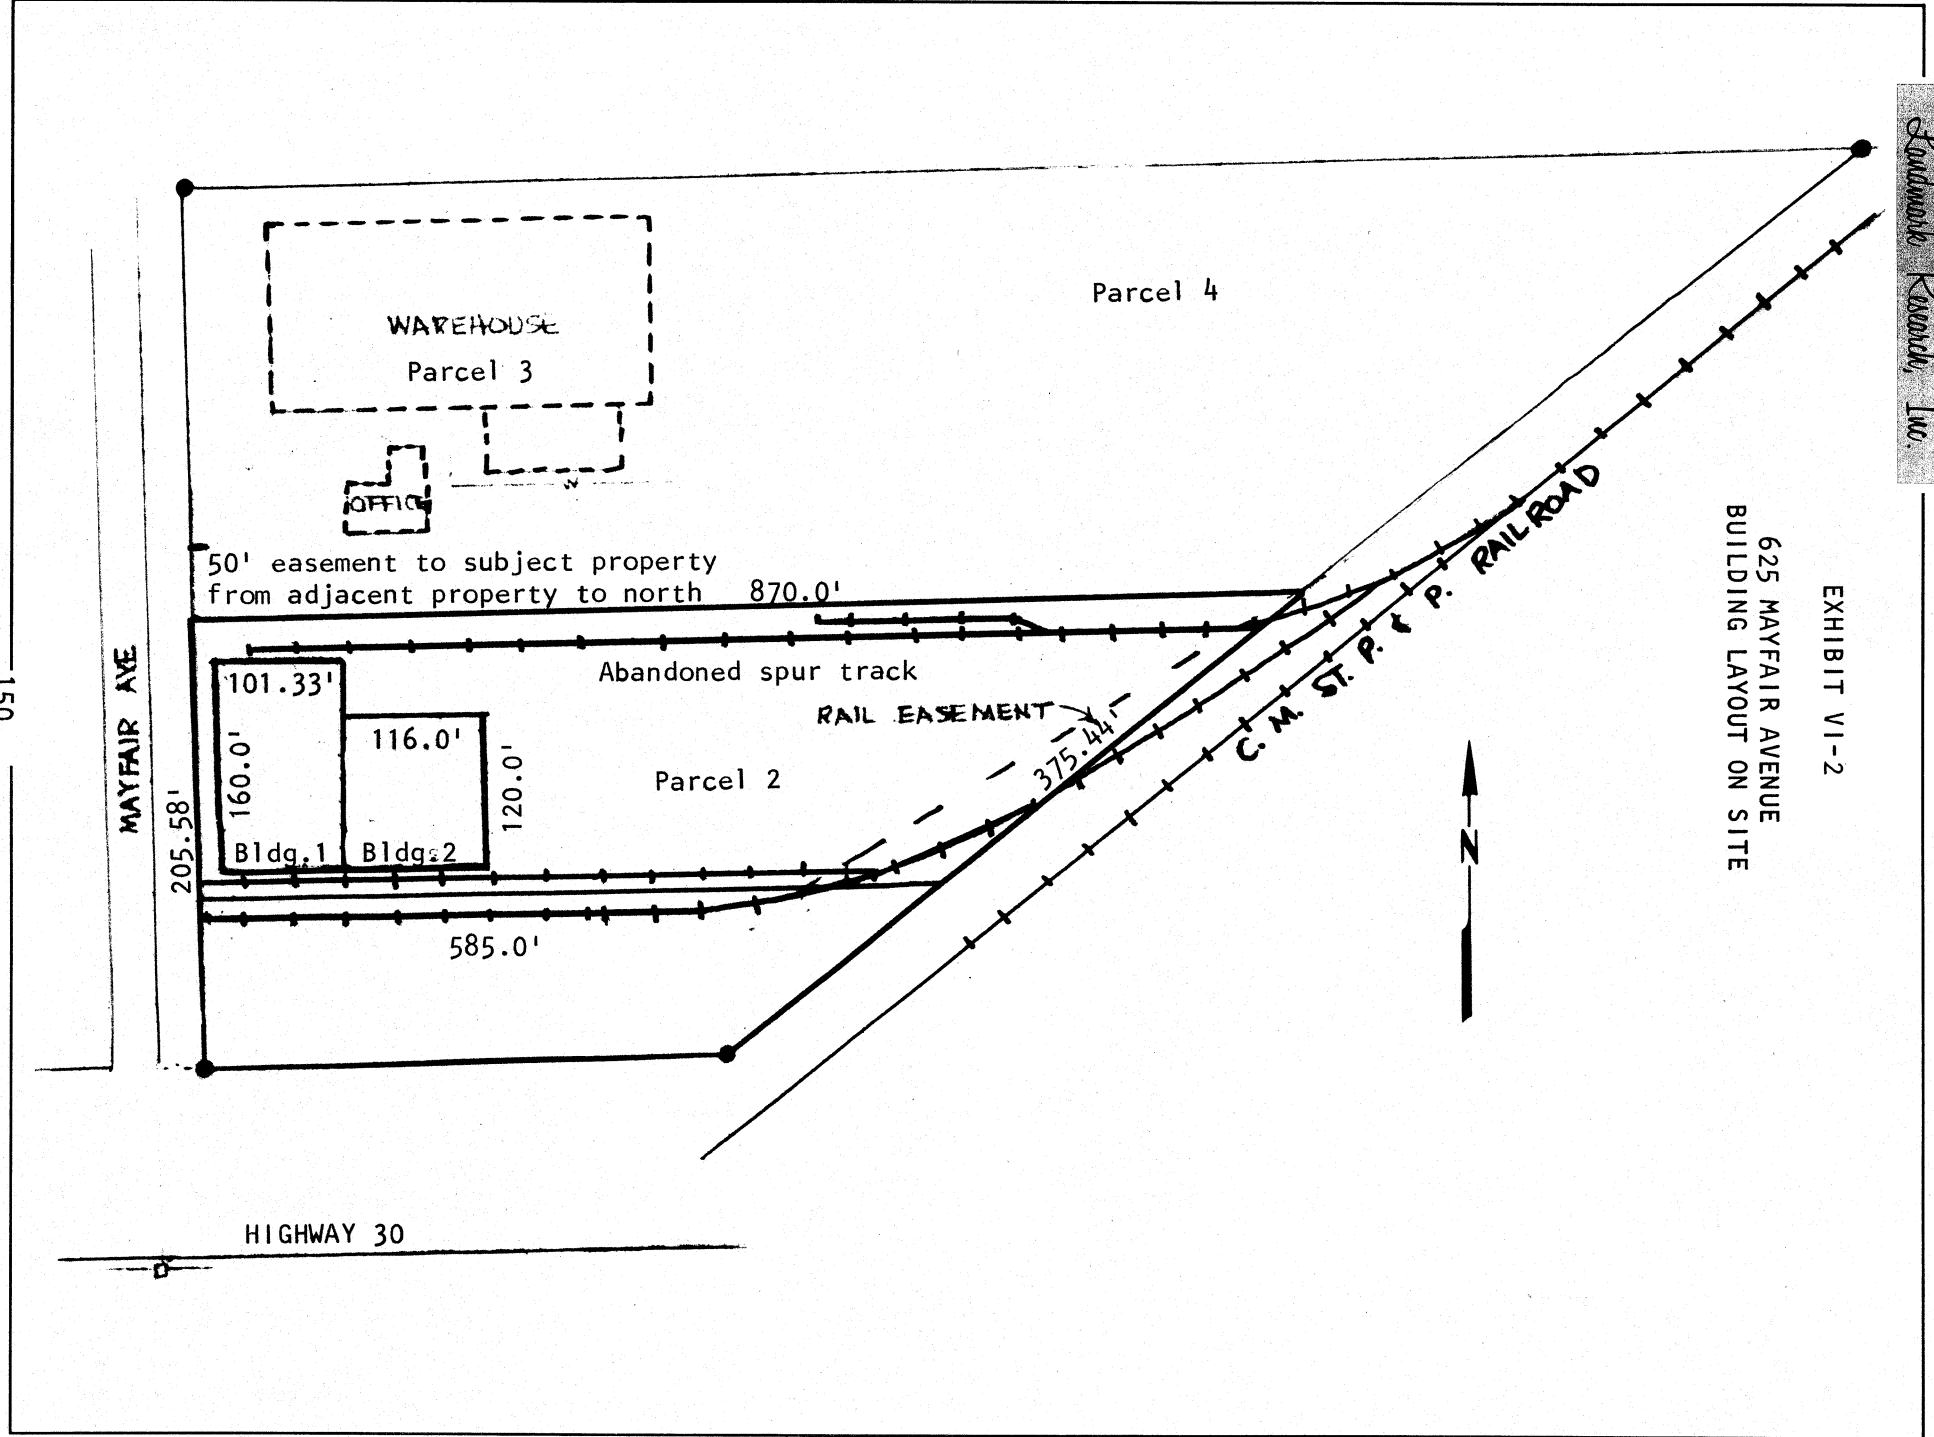 Landmark Research, Inc.
EXHIBIT VI-2
625 MAYFAIR AVENUE
BUILDING LAYOUT ON SITE
Parcel 4
WAREHOUSE
Parcel 3
OFFICE
W
50' easement to subject property
from adjacent property to north
870.0'
Abandoned spur track
RAIL EASEMENT
375.44'
C. M. ST. P. & P. RAILROAD
MAYFAIR AVE
205.58'
101.33'
160.0'
Bldg.1
116.0'
120.0'
Bldg.2
Parcel 2
585.0'
N
HIGHWAY 30
150